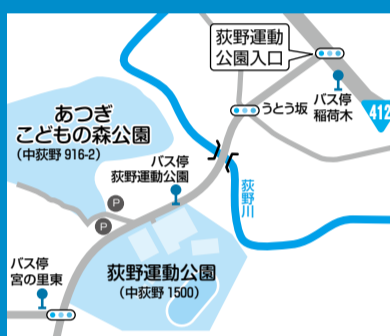 荻野運動
公園入口
412
バス停
稲荷木
うとう坂
あつぎ
こどもの森公園
(中荻野 916-2)
バス停
荻野運動公園
荻野川
P
P
荻野運動公園
(中荻野 1500)
バス停
宮の里東